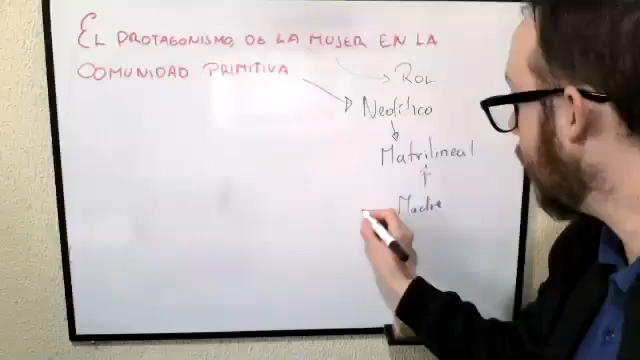 EL PROTAGONISMO DE LA MUJER EN LA
COMUNIDAD PRIMITIVA
ROL
Neolítico
Matrilineal
Madre